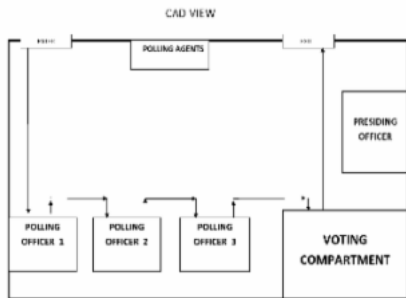 CAD VIEW
POLLING AGENTS
PRESIDING
OFFICER
POLLING
OFFICER 1
POLLING
OFFICER 2
POLLING
OFFICER 3
VOTING
COMPARTMENT